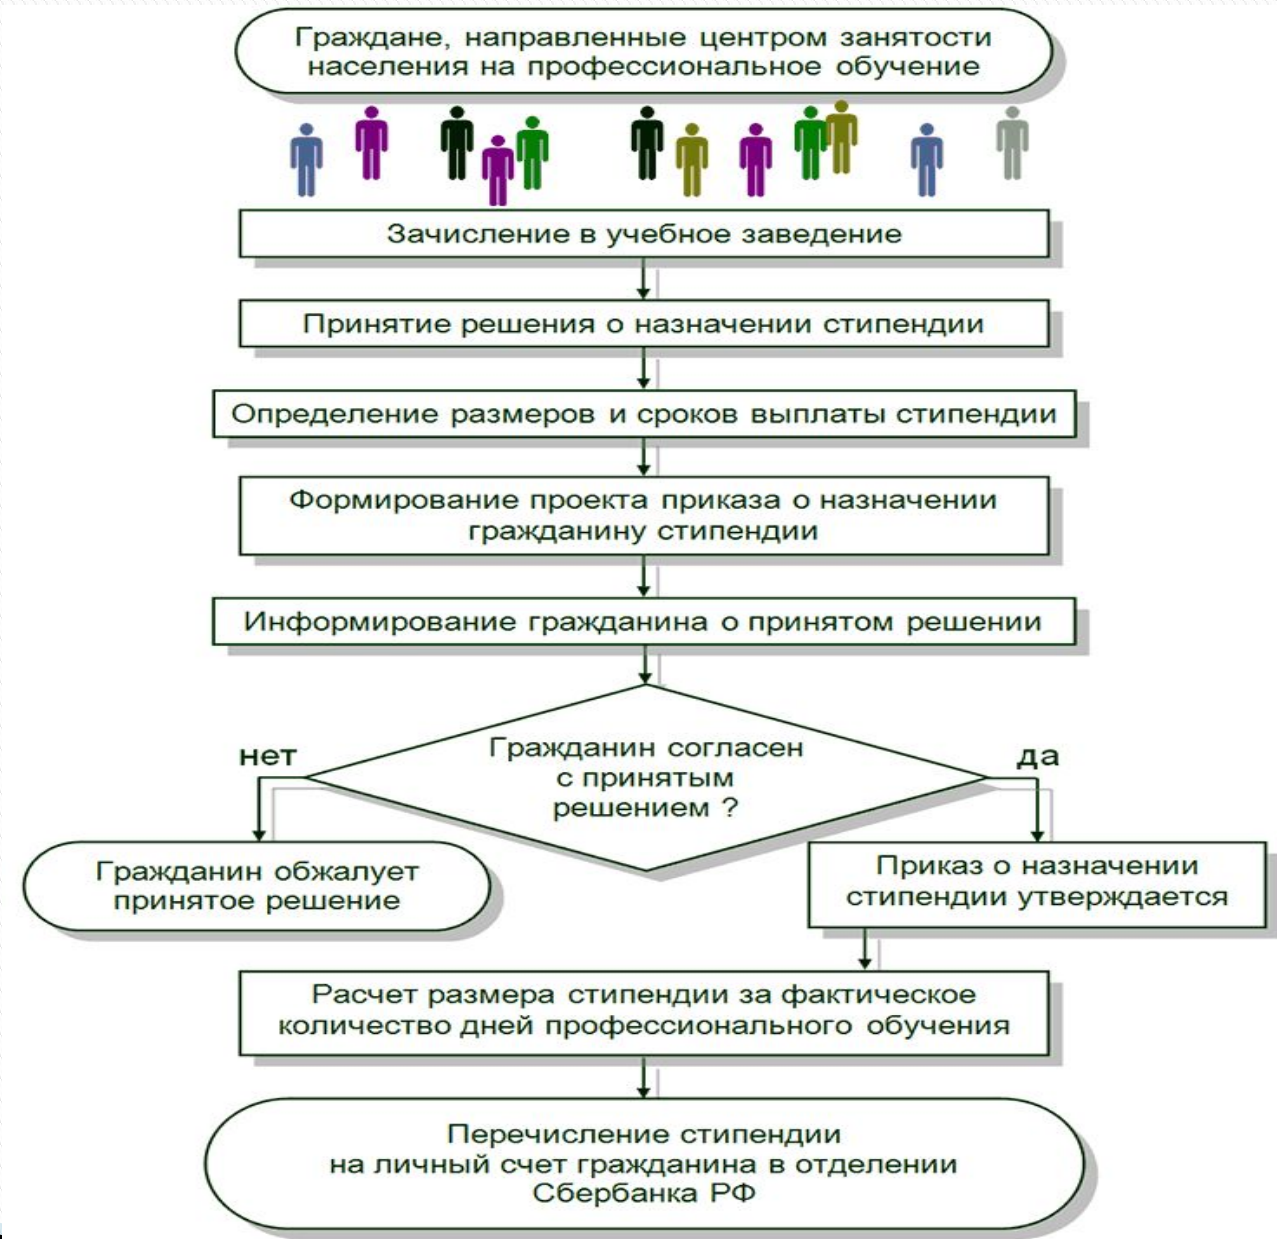 Граждане, направленные центром занятости
населения на профессиональное обучение
Зачисление в учебное заведение
Принятие решения о назначении стипендии
Определение размеров и сроков выплаты стипендии
Формирование проекта приказа о назначении
гражданину стипендии
Информирование гражданина о принятом решении
Гражданин согласен
с принятым
решением ?
нет
да
Гражданин обжалует
принятое решение
Приказ о назначении
стипендии утверждается
Расчет размера стипендии за фактическое
количество дней профессионального обучения
Перечисление стипендии
на личный счет гражданина в отделении
Сбербанка РФ